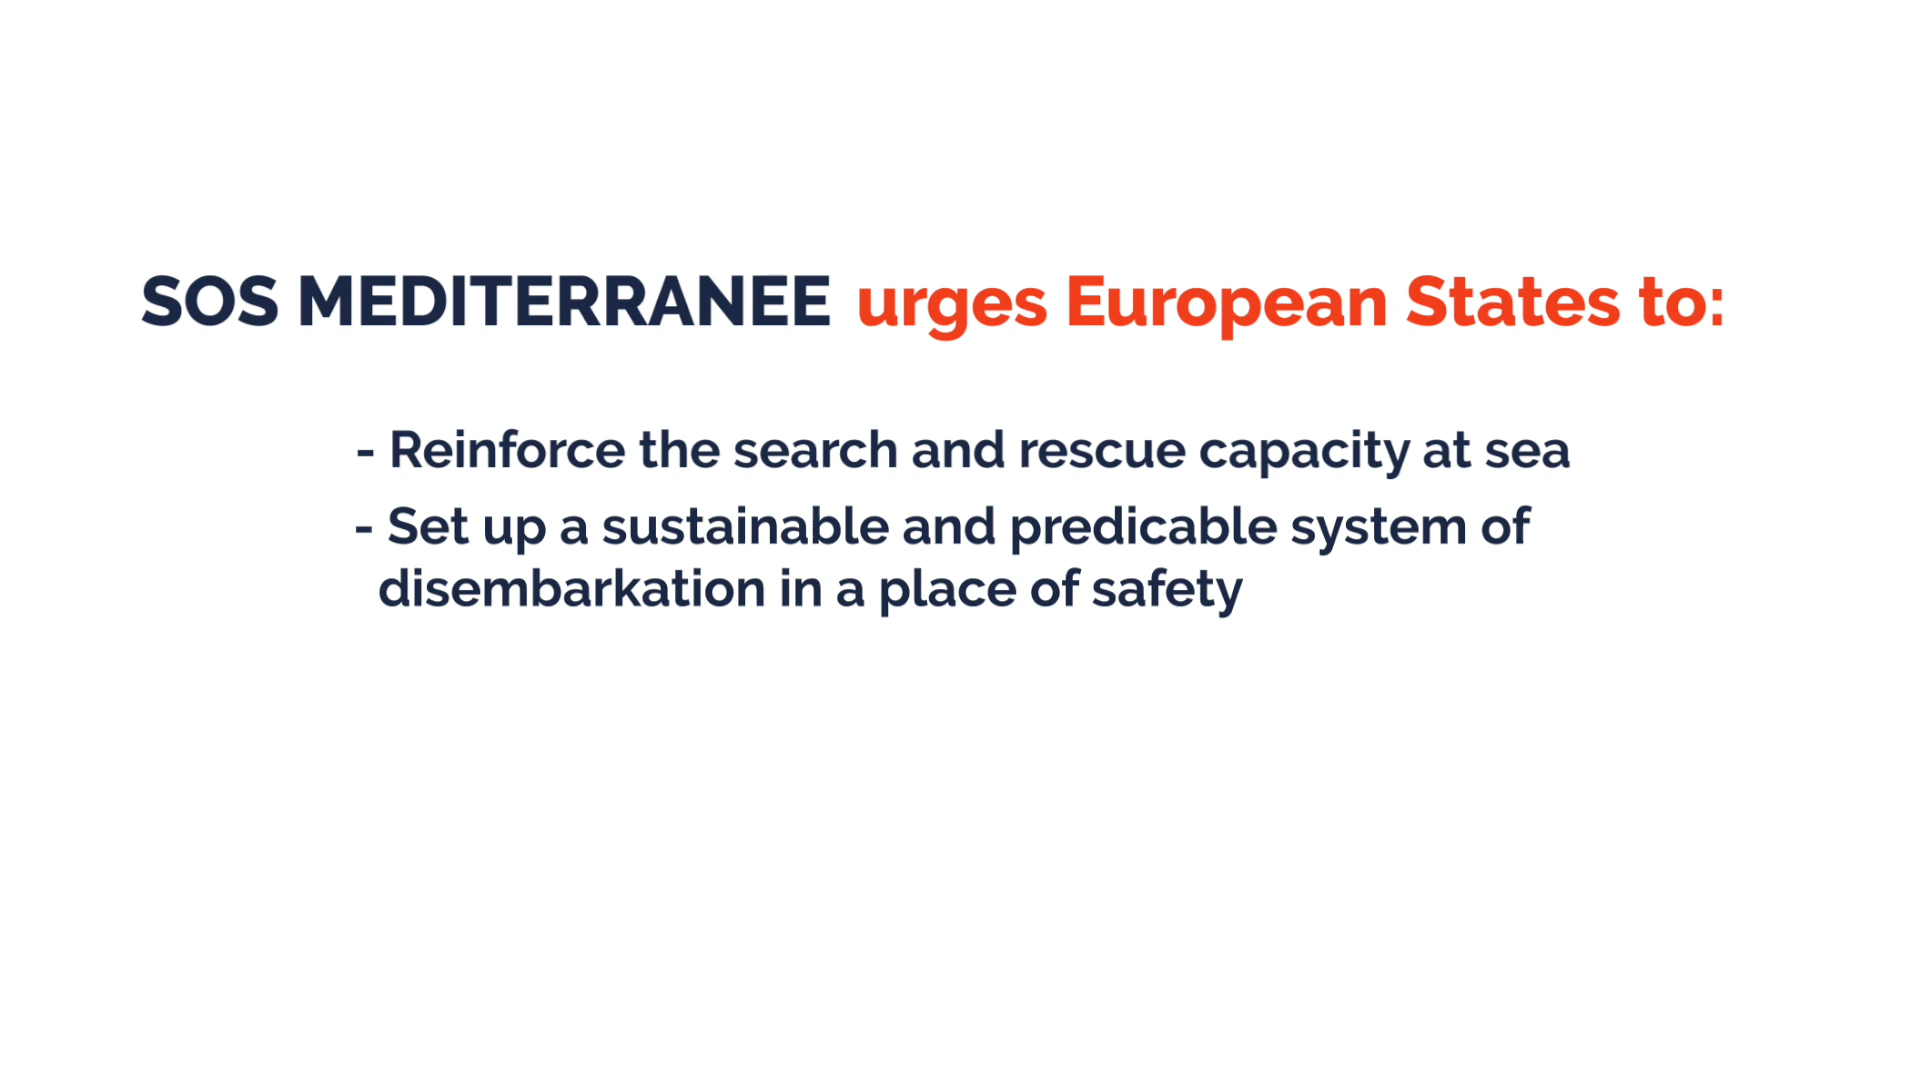 SOS MEDITERRANEE urges European States to:
- Reinforce the search and rescue capacity at sea
- Set up a sustainable and predicable system of
disembarkation in a place of safety